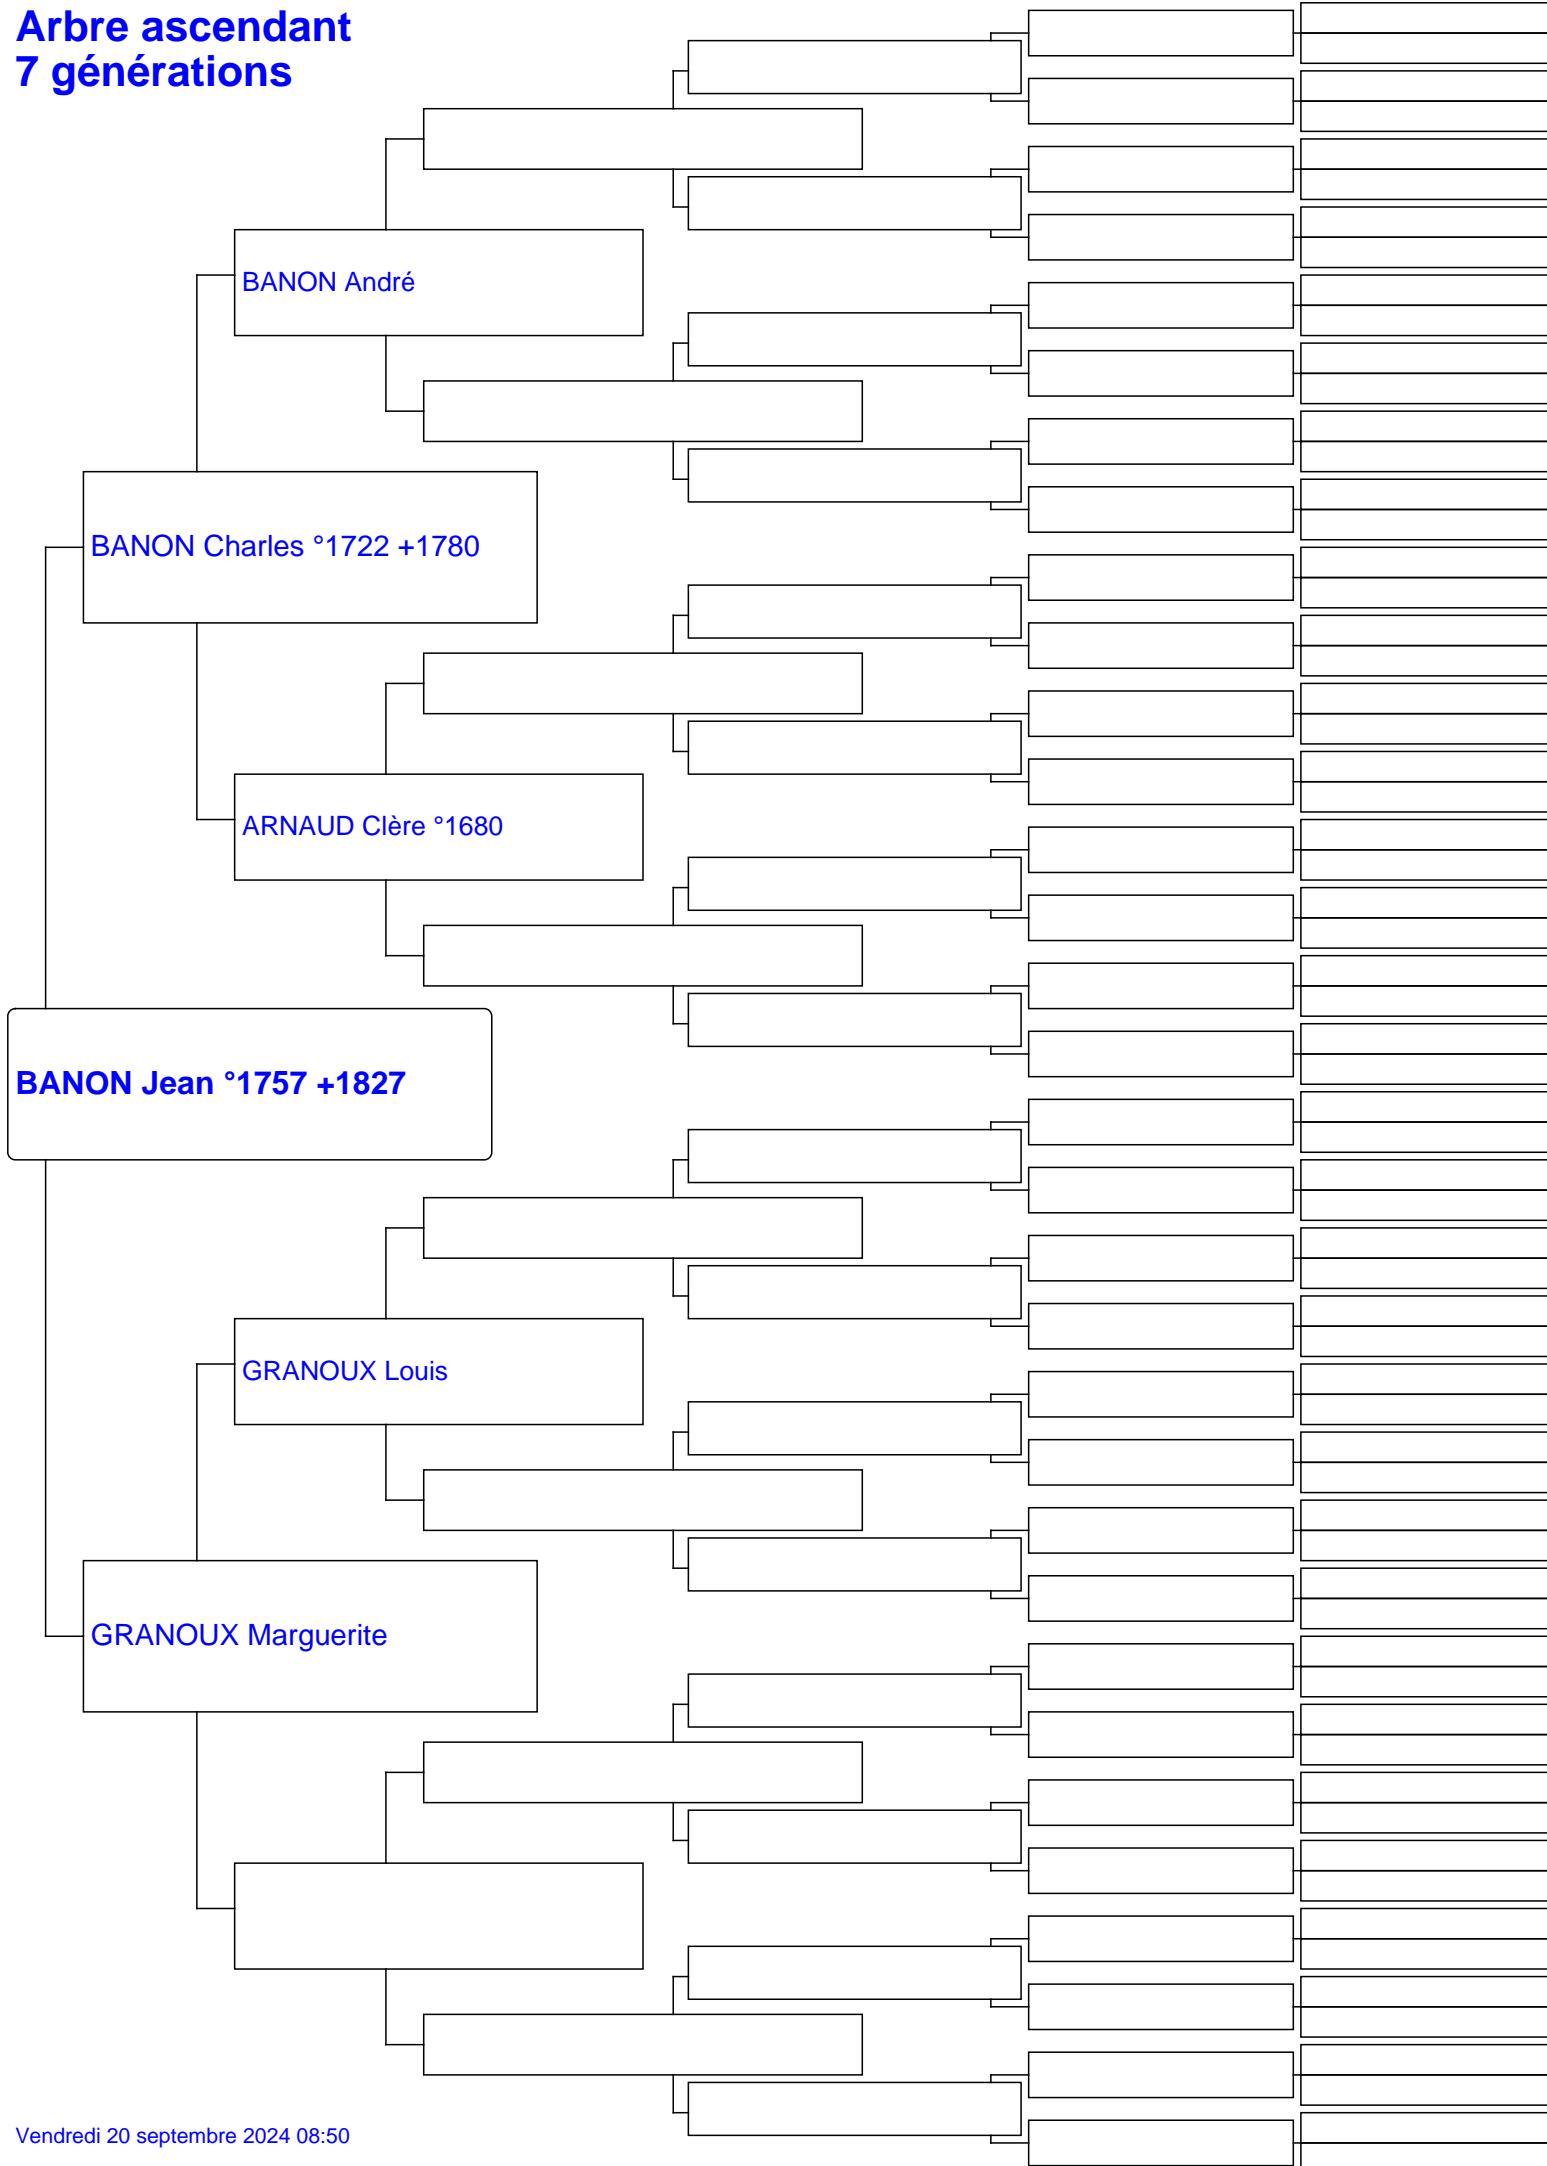 Arbre ascendant
7 générations
BANON André
BANON Charles °1722 +1780
ARNAUD Clère °1680
BANON Jean °1757 +1827
GRANOUX Louis
GRANOUX Marguerite
Vendredi 20 septembre 2024 08:50